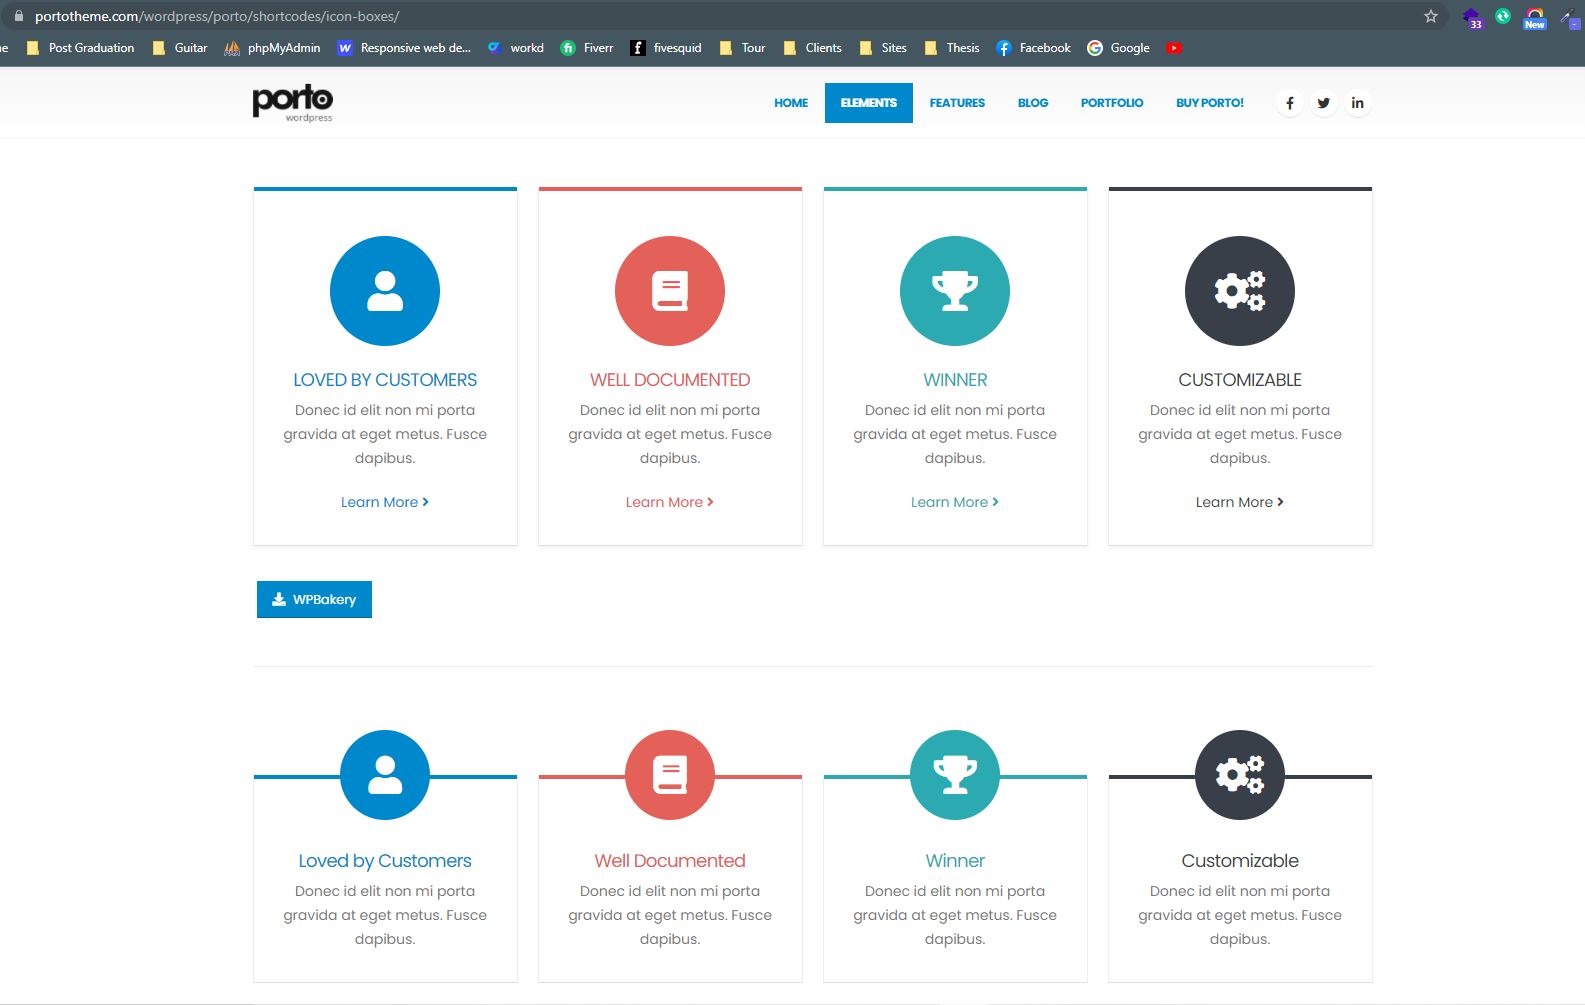 portotheme.com/wordpress/porto/shortcodes/icon-boxes/
33
New
e Post Graduation Guitar phpMyAdmin Responsive web de... workd Fiverr fivesquid Tour Clients Sites Thesis Facebook Google
porto
wordpress
HOME ELEMENTS FEATURES BLOG PORTFOLIO BUY PORTO!
LOVED BY CUSTOMERS
Donec id elit non mi porta
gravida at eget metus. Fusce
dapibus.
Learn More
WELL DOCUMENTED
Donec id elit non mi porta
gravida at eget metus. Fusce
dapibus.
Learn More
WINNER
Donec id elit non mi porta
gravida at eget metus. Fusce
dapibus.
Learn More
CUSTOMIZABLE
Donec id elit non mi porta
gravida at eget metus. Fusce
dapibus.
Learn More
WPBakery
Loved by Customers
Donec id elit non mi porta
gravida at eget metus. Fusce
dapibus.
Well Documented
Donec id elit non mi porta
gravida at eget metus. Fusce
dapibus.
Winner
Donec id elit non mi porta
gravida at eget metus. Fusce
dapibus.
Customizable
Donec id elit non mi porta
gravida at eget metus. Fusce
dapibus.